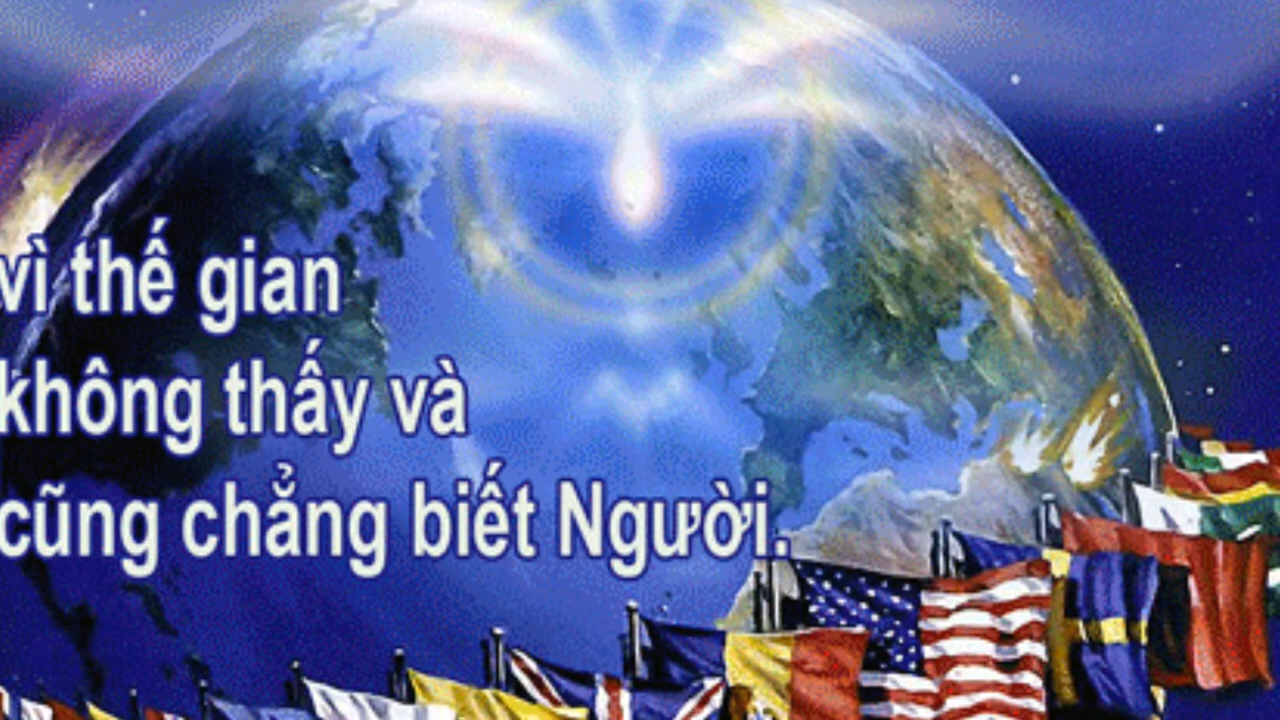 vì thế gian
không thấy và
cũng chẳng biết Người.